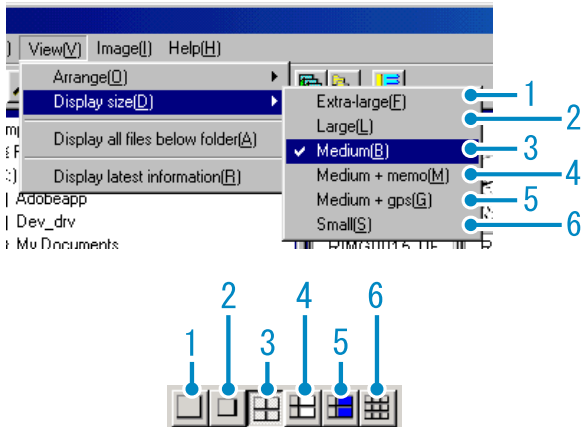 ) View(V) Image(I) Help(H)
Arrange(O)
Display size(D)
Display all files below folder(A)
Display latest information(R)
Extra-large(F)
Large(L)
Medium(B)
Medium + memo(M)
Medium + gps(G)
Small(S)
1
2
3
4
5
6
Adobeapp
Dev_drv
My Documents
1 2 3 4 5 6